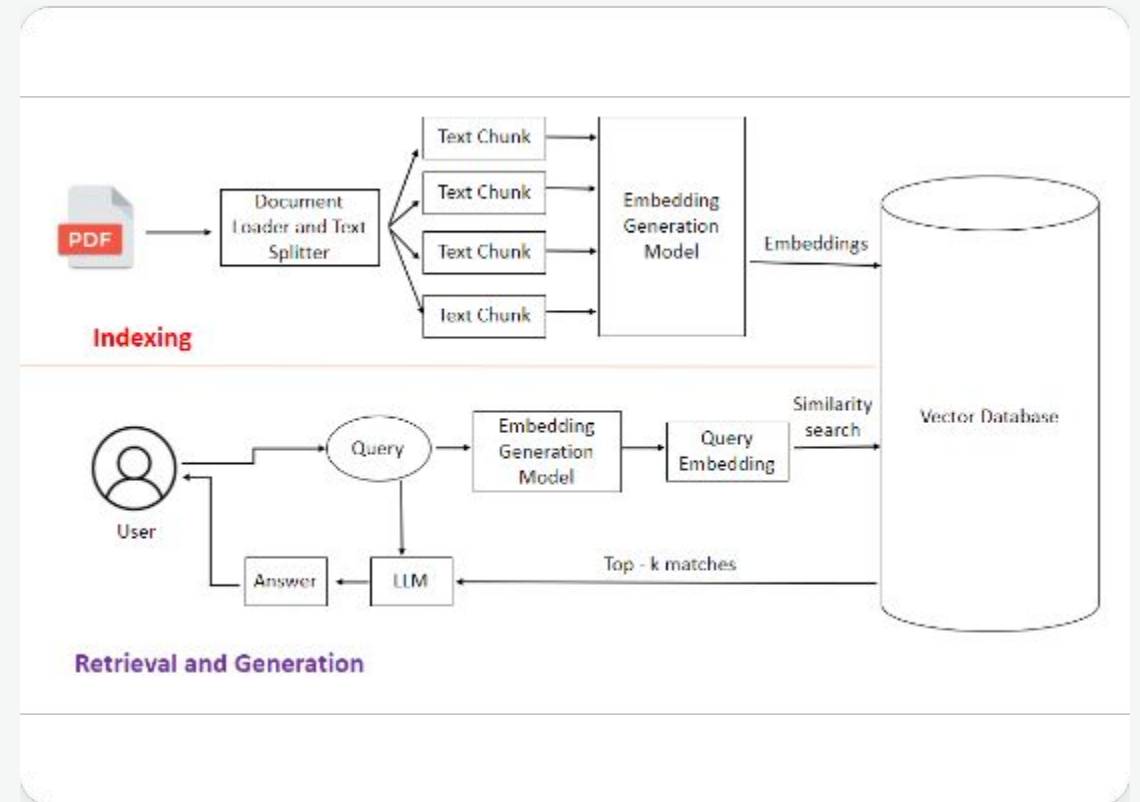 PDF
Document
Loader and Text
Splitter
Text Chunk
Text Chunk
Text Chunk
Text Chunk
Embedding
Generation
Model
Embeddings
Indexing
Vector Database
User
Query
Embedding
Generation
Model
Query
Embedding
Similarity
search
Answer
LLM
Top - k matches
Retrieval and Generation